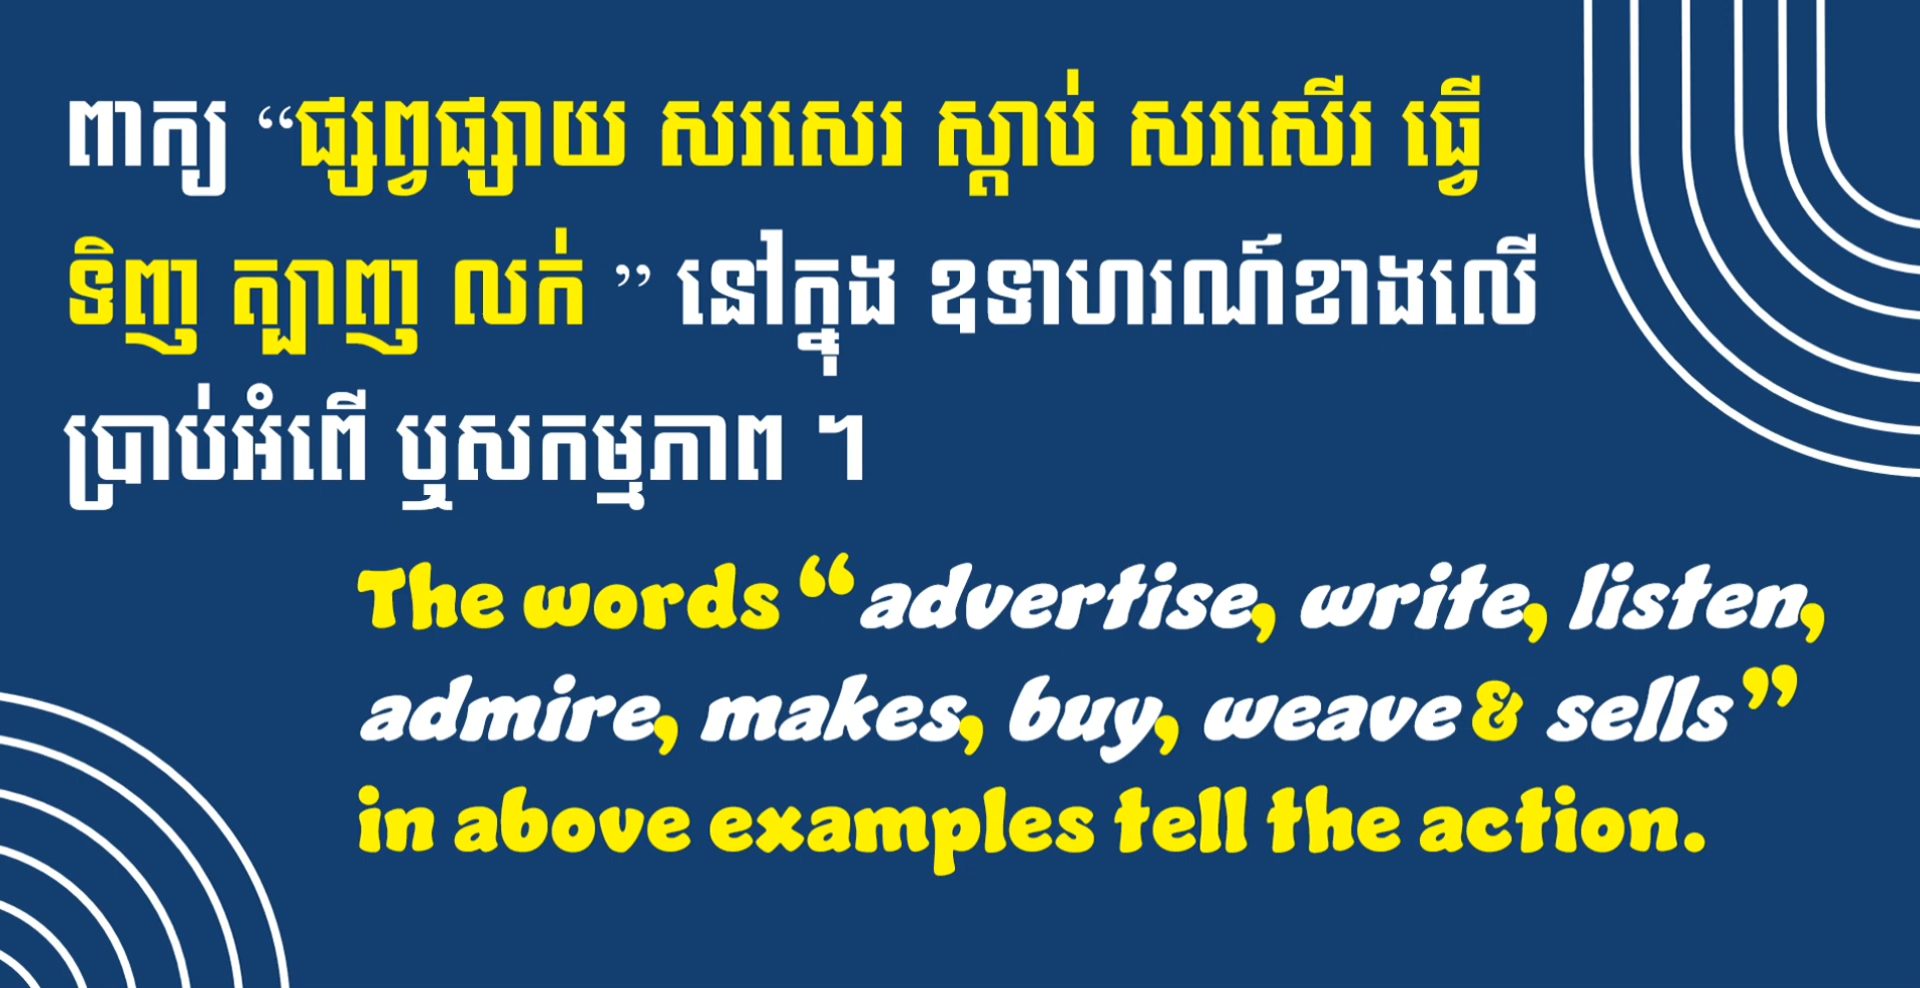 ពាក្យ “ផ្សព្វផ្សាយ សរសេរ ស្តាប់ សរសើរ ធ្វើ
ទិញ ត្បាញ លក់ ” នៅក្នុង ឧទាហរណ៍ខាងលើ
ប្រាប់អំពើ ឬសកម្មភាព ។
The words “advertise, write, listen,
admire, makes, buy, weave & sells”
in above examples tell the action.